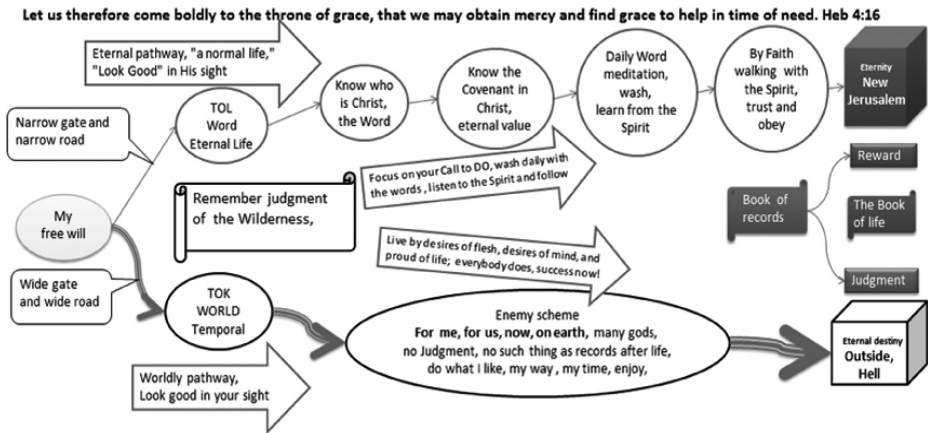 Let us therefore come boldly to the throne of grace, that we may obtain mercy and find grace to help in time of need. Heb 4:16
Eternal pathway, "a normal life,"
"Look Good" in His sight
Narrow gate and
narrow road
TOL
Word
Eternal Life
Know who
is Christ,
the Word
Know the
Covenant in
Christ,
eternal value
Daily Word
meditation,
wash,
learn from the
Spirit
By Faith
walking with
the Spirit,
trust and
obey
Eternity
New
Jerusalem
My
free will
Remember judgment
of the Wilderness,
Focus on your Call to DO, wash daily with
the words , listen to the Spirit and follow
Book of
records
Reward
The Book
of life
Judgment
Live by desires of flesh, desires of mind, and
proud of life; everybody does, success now!
Wide gate
and wide road
TOK
WORLD
Temporal
Enemy scheme
For me, for us, now, on earth, many gods,
no Judgment, no such thing as records after life,
do what I like, my way , my time, enjoy,
Eternal destiny
Outside,
Hell
Worldly pathway,
Look good in your sight